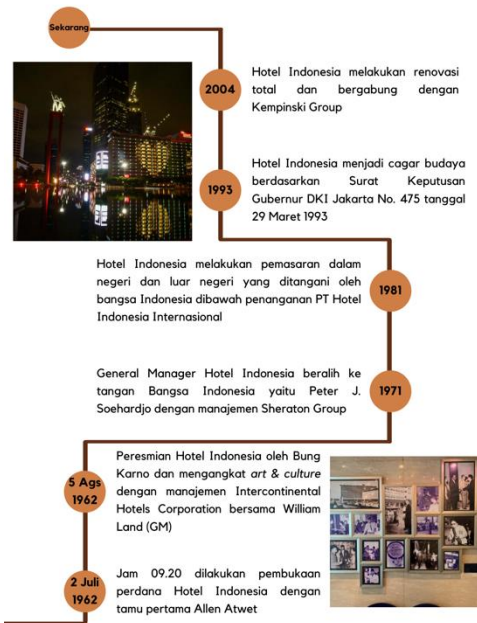 Sekarang
2004
Hotel Indonesia melakukan renovasi
total dan bergabung dengan
Kempinski Group
1993
Hotel Indonesia menjadi cagar budaya
berdasarkan Surat Keputusan
Gubernur DKI Jakarta No. 475 tanggal
29 Maret 1993
Hotel Indonesia melakukan pemasaran dalam
negeri dan luar negeri yang ditangani oleh
bangsa Indonesia dibawah penanganan PT Hotel
Indonesia Internasional
1981
General Manager Hotel Indonesia beralih ke
tangan Bangsa Indonesia yaitu Peter J.
Soehardjo dengan manajemen Sheraton Group
1971
5 Ags
1962
Peresmian Hotel Indonesia oleh Bung
Karno dan mengangkat art & culture
dengan manajemen Intercontinental
Hotels Corporation bersama William
Land (GM)
2 Juli
1962
Jam 09.20 dilakukan pembukaan
perdana Hotel Indonesia dengan
tamu pertama Allen Atwet